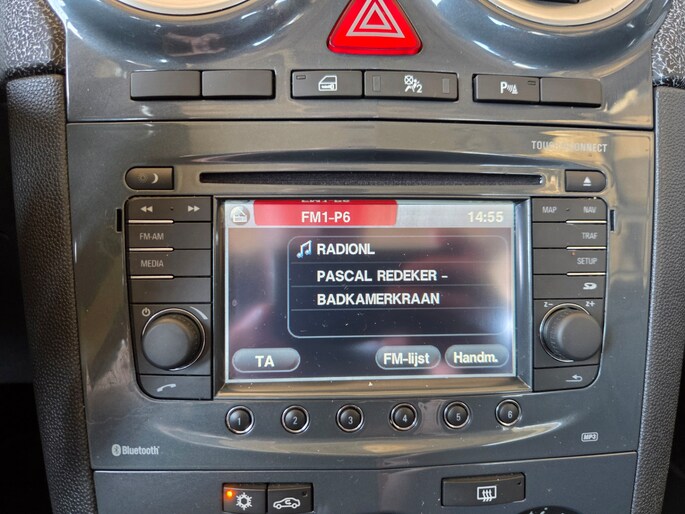 2
P
TOUCH & CONNECT
FM1-P6 14:55
MAP NAV
FM-AM
TRAF
MEDIA
SETUP
RADIONL
PASCAL REDEKER -
BADKAMERKRAAN
Z- Z+
TA FM-lijst Handm.
1 2 3 4 5 6
Bluetooth
MP3